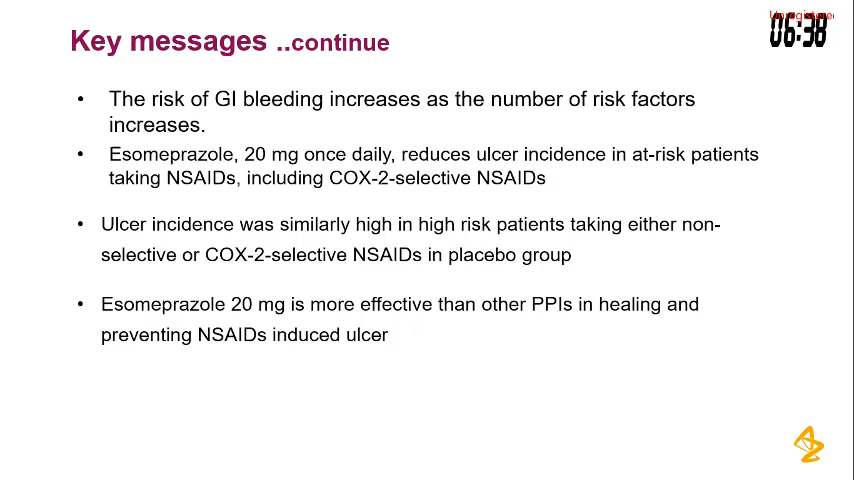 Unregistered
06:38
Key messages ..continue
• The risk of GI bleeding increases as the number of risk factors
increases.
• Esomeprazole, 20 mg once daily, reduces ulcer incidence in at-risk patients
taking NSAIDs, including COX-2-selective NSAIDs
• Ulcer incidence was similarly high in high risk patients taking either non-
selective or COX-2-selective NSAIDs in placebo group
• Esomeprazole 20 mg is more effective than other PPIs in healing and
preventing NSAIDs induced ulcer